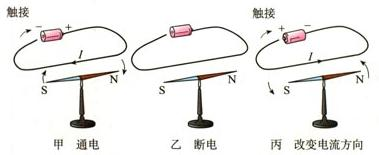 触接 触接
− + + −
I I
S N S N S N
甲 通电 乙 断电 丙 改变电流方向